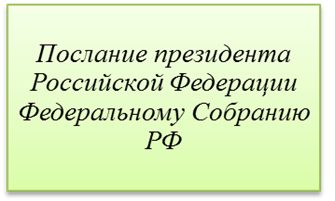 Послание президента
Российской Федерации
Федеральному Собранию
РФ